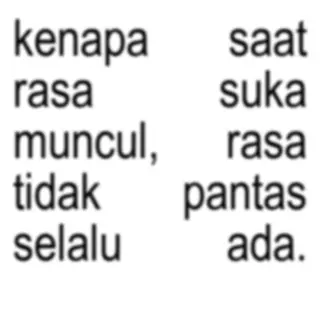 kenapa saat
rasa suka
muncul, rasa
tidak pantas
selalu ada.